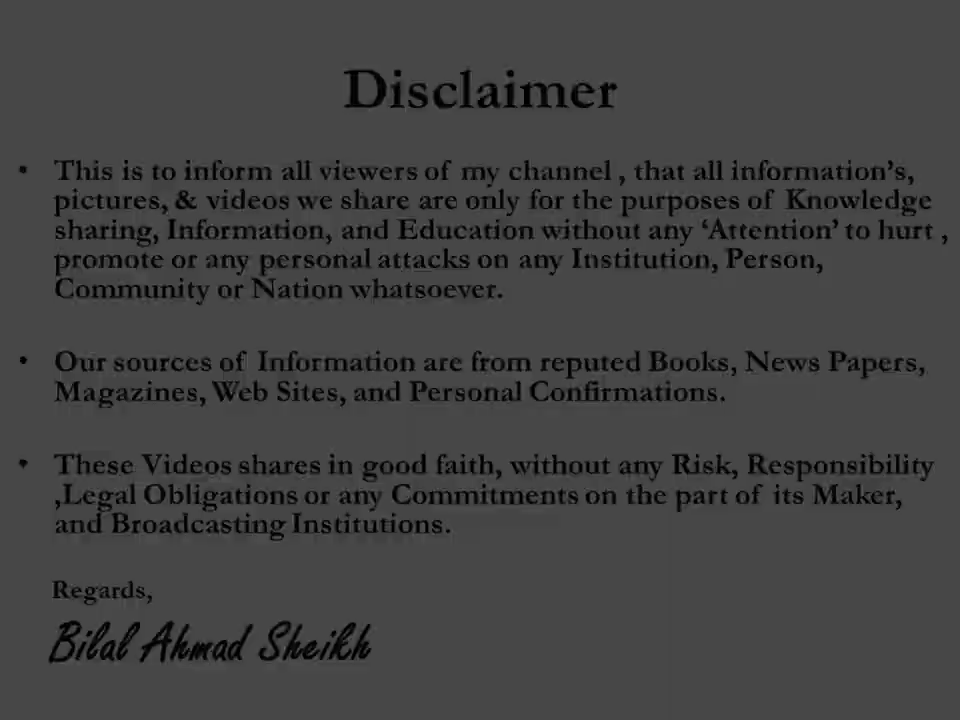 Disclaimer
• This is to inform all viewers of my channel , that all information’s,
pictures, & videos we share are only for the purposes of Knowledge
sharing, Information, and Education without any ‘Attention’ to hurt ,
promote or any personal attacks on any Institution, Person,
Community or Nation whatsoever.
• Our sources of Information are from reputed Books, News Papers,
Magazines, Web Sites, and Personal Confirmations.
• These Videos shares in good faith, without any Risk, Responsibility
,Legal Obligations or any Commitments on the part of its Maker,
and Broadcasting Institutions.
Regards,
Bilal Ahmad Sheikh